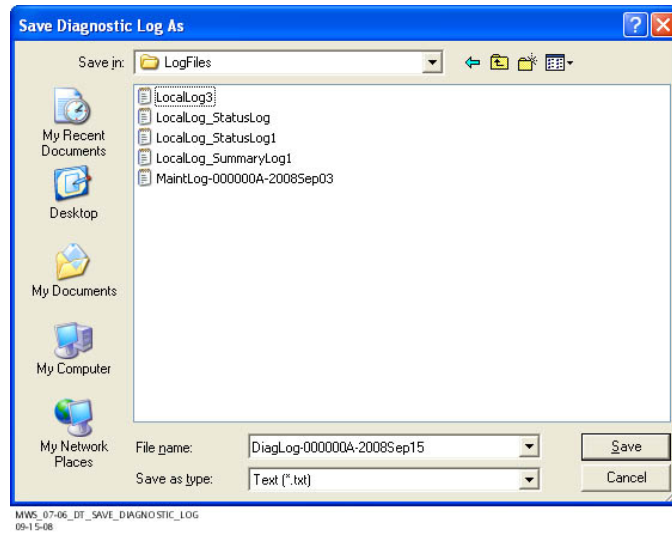 Save Diagnostic Log As
Save in: LogFiles
LocalLog3
LocalLog_StatusLog
LocalLog_StatusLog1
LocalLog_SummaryLog1
MaintLog-000000A-2008Sep03
My Recent
Documents
Desktop
My Documents
My Computer
My Network
Places
File name: DiagLog-000000A-2008Sep15 Save
Save as type: Text (*.txt) Cancel
MWS_07-06_DT_SAVE_DIAGNOSTIC_LOG
09-15-08